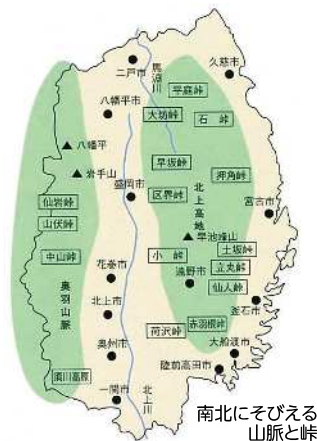 馬淵川
二戸市
久慈市
平庭峠
八幡平市
大坊峠
石峠
八幡平
早坂峠
岩手山
押角峠
盛岡市
区界峠
北上高地
仙岩峠
宮古市
山伏峠
早池峰山
土坂峠
中山峠
小峠
立丸峠
花巻市
遠野市
仙人峠
奥羽山脈
北上市
釜石市
赤羽根峠
荷沢峠
奥州市
大船渡市
陸前高田市
須川高原
一関市
北上川
南北にそびえる
山脈と峠